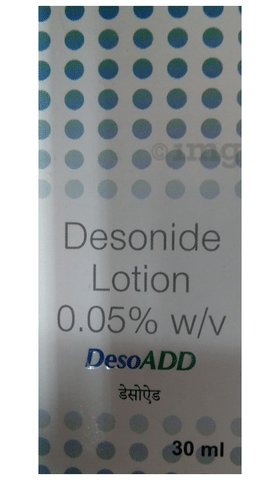 Desonide
Lotion
0.05% w/v
DesoADD
डेसोऐड
30 ml